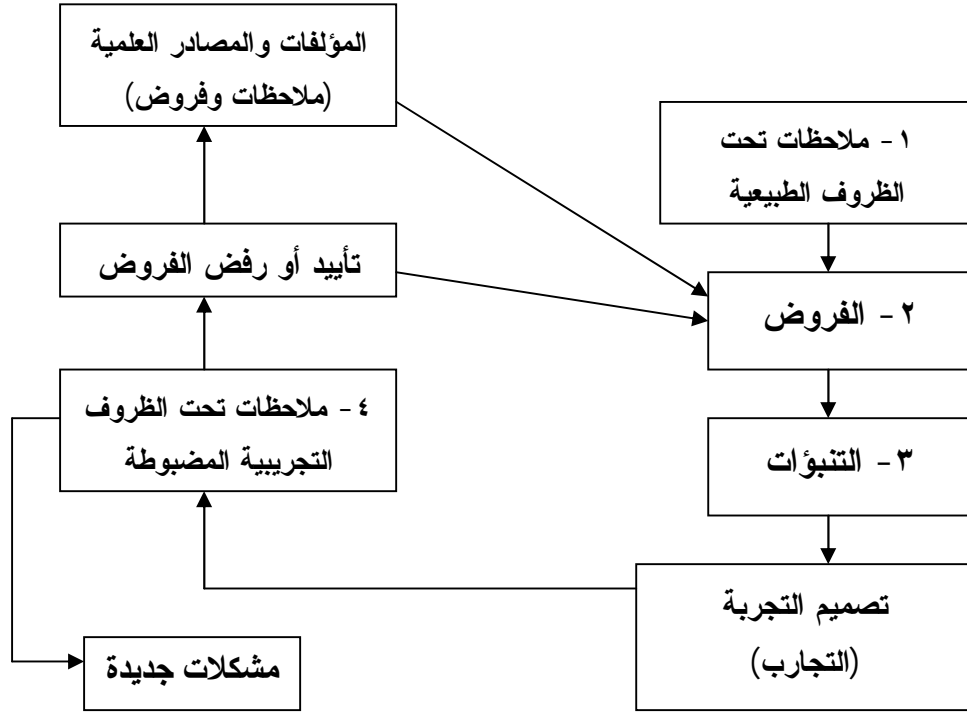 المؤلفات والمصادر العلمية
(ملاحظات وفروض)
١ - ملاحظات تحت
الظروف الطبيعية
تأييد أو رفض الفروض
٢ - الفروض
٤ - ملاحظات تحت الظروف
التجريبية المضبوطة
٣ - التنبؤات
تصميم التجربة
(التجارب)
مشكلات جديدة